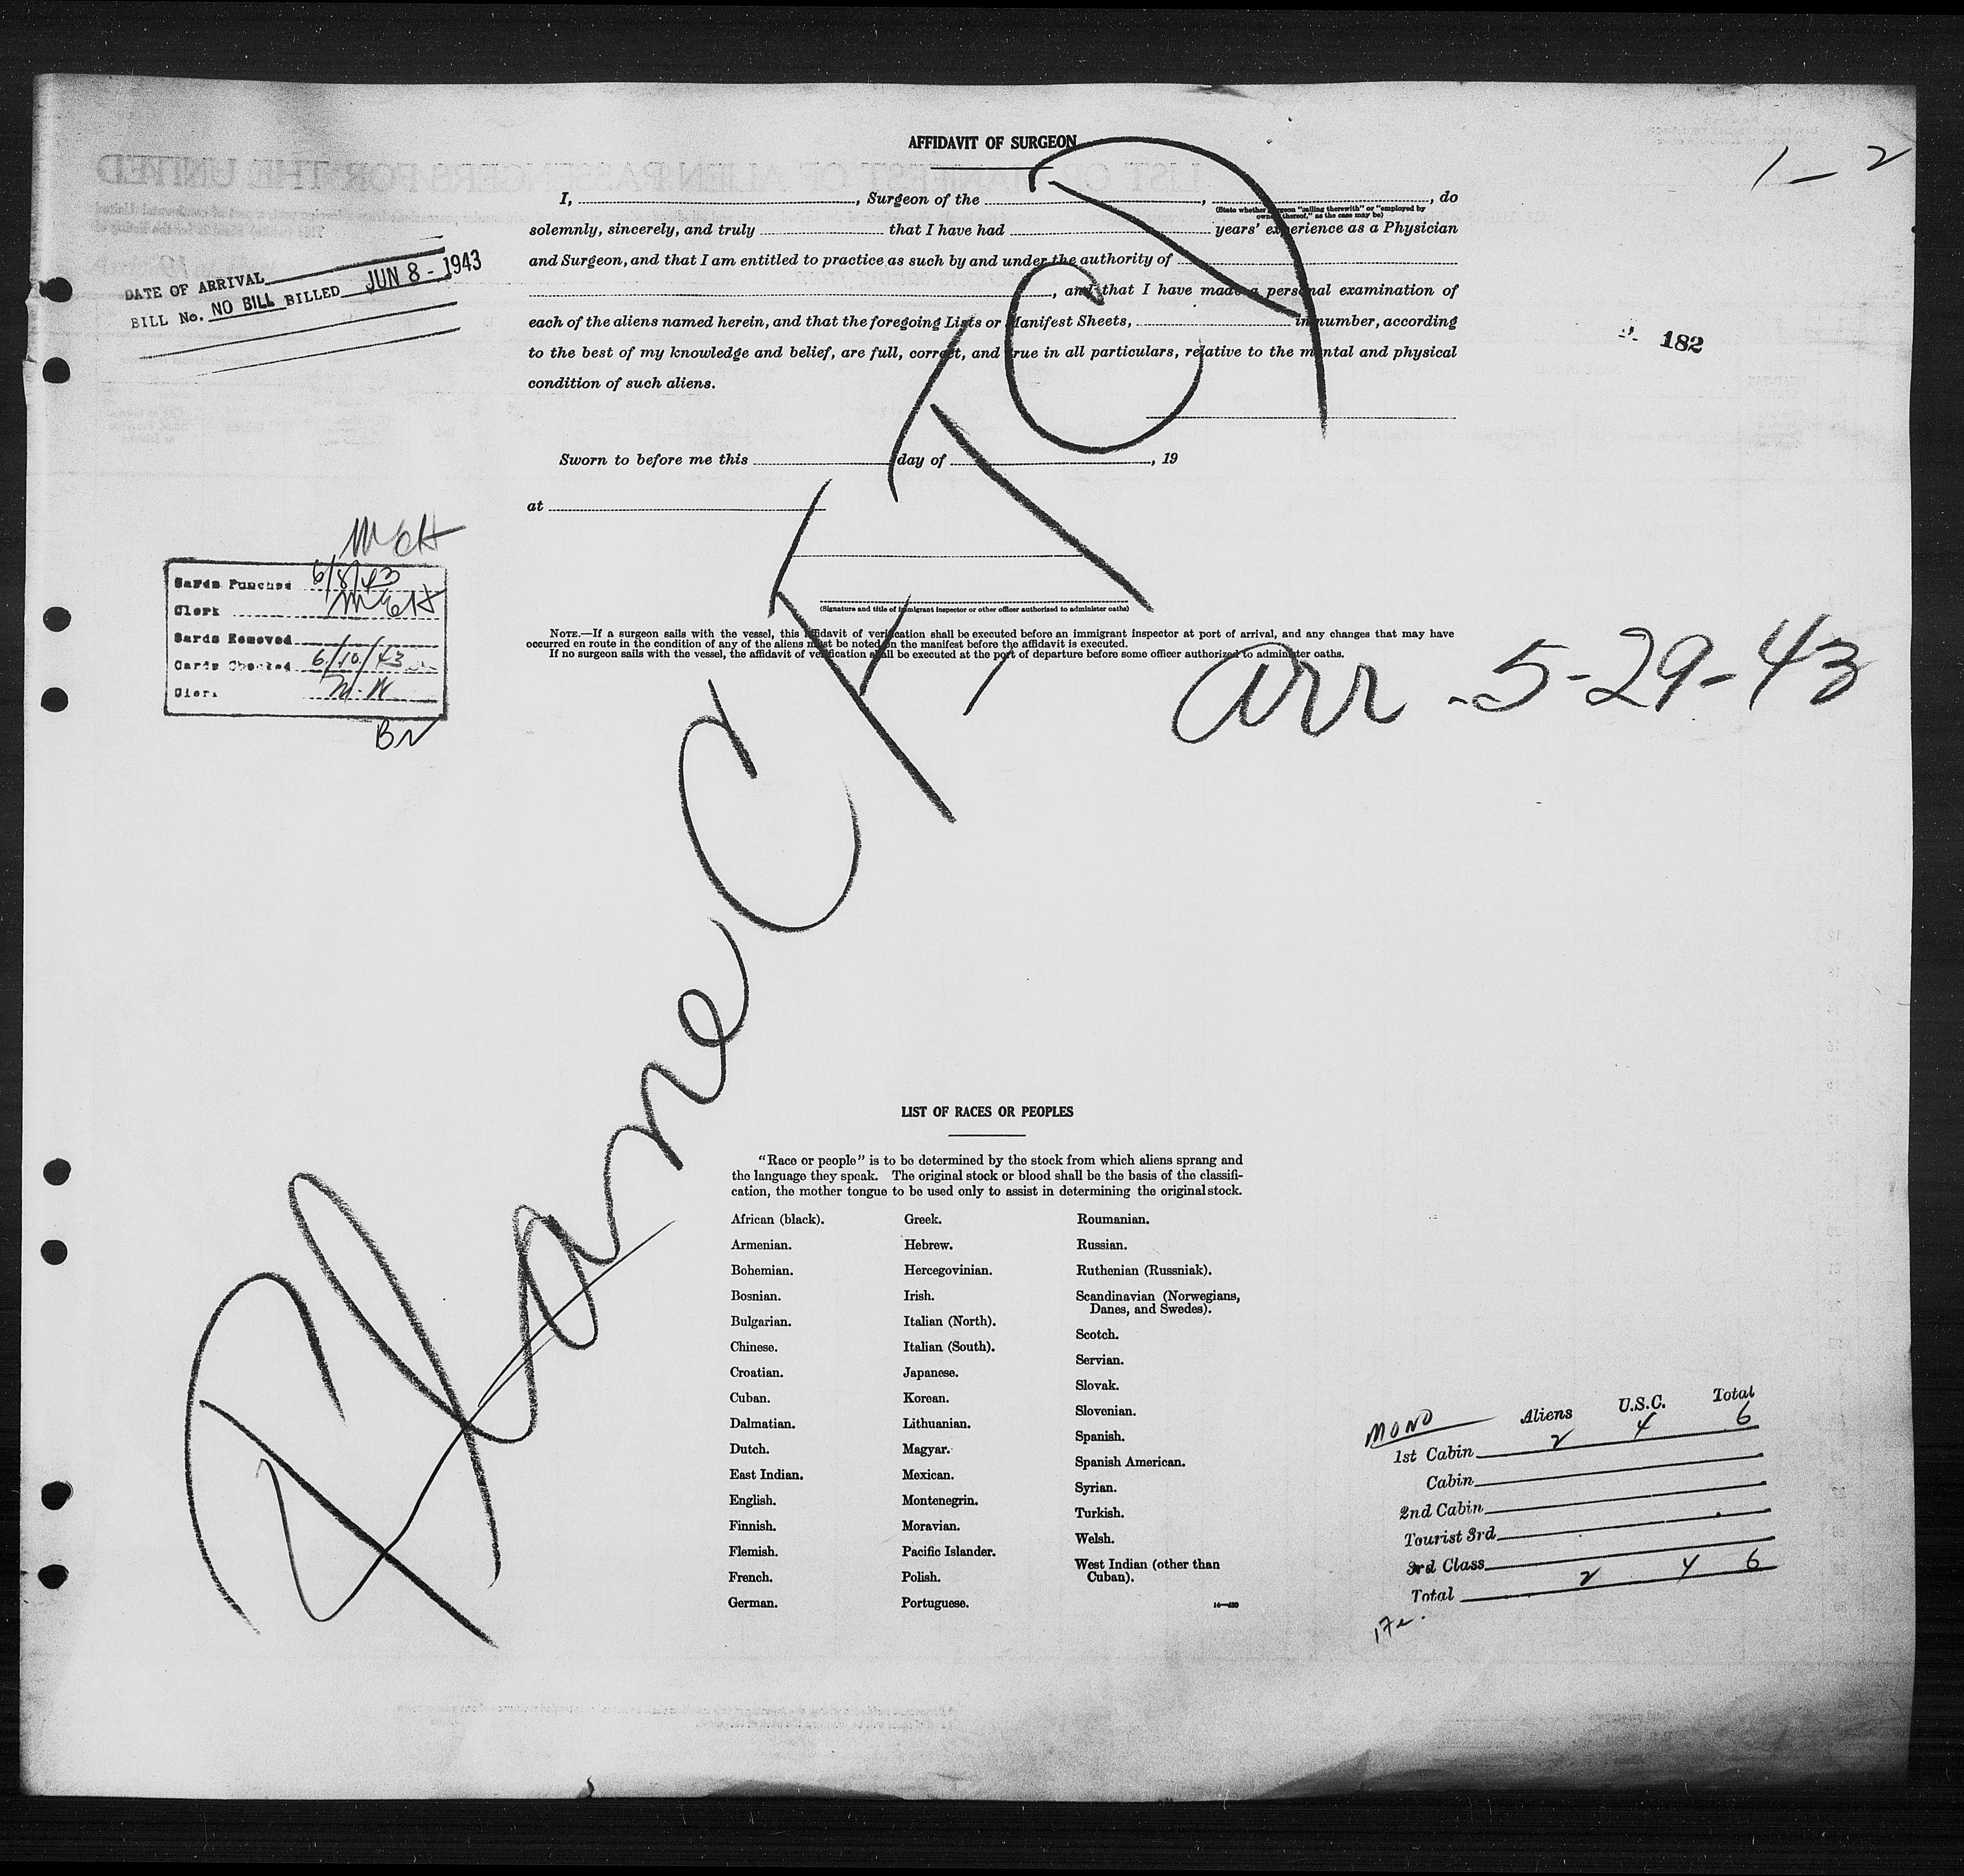 AFFIDAVIT OF SURGEON
1 - 2
I, , Surgeon of the , , do
(State whether surgeon "sailing therewith" or "employed by
owners thereof," as the case may be)
solemnly, sincerely, and truly that I have had years' experience as a Physician
and Surgeon, and that I am entitled to practice as such by and under the authority of
, and that I have made a personal examination of
each of the aliens named herein, and that the foregoing Lists or Manifest Sheets, in number, according
to the best of my knowledge and belief, are full, correct, and true in all particulars, relative to the mental and physical
condition of such aliens.
DATE OF ARRIVAL
BILL No. NO BILL BILLED JUN 8 - 1943
182
Sworn to before me this day of , 19
at
(Signature and title of immigrant inspector or other officer authorized to administer oaths)
NOTE.—If a surgeon sails with the vessel, this affidavit of verification shall be executed before an immigrant inspector at port of arrival, and any changes that may have
occurred en route in the condition of any of the aliens must be noted on the manifest before the affidavit is executed.
If no surgeon sails with the vessel, the affidavit of verification shall be executed at the port of departure before some officer authorized to administer oaths.
Cards Punched 6/8/43
Clerk
Cards Removed
Cards Checked 6/10/43
Clerk M.W
BN
arr - 5-29-43
Plane
LIST OF RACES OR PEOPLES
"Race or people" is to be determined by the stock from which aliens sprang and
the language they speak. The original stock or blood shall be the basis of the classifi-
cation, the mother tongue to be used only to assist in determining the original stock.
African (black).
Armenian.
Bohemian.
Bosnian.
Bulgarian.
Chinese.
Croatian.
Cuban.
Dalmatian.
Dutch.
East Indian.
English.
Finnish.
Flemish.
French.
German.
Greek.
Hebrew.
Hercegovinian.
Irish.
Italian (North).
Italian (South).
Japanese.
Korean.
Lithuanian.
Magyar.
Mexican.
Montenegrin.
Moravian.
Pacific Islander.
Polish.
Portuguese.
Roumanian.
Russian.
Ruthenian (Russniak).
Scandinavian (Norwegians,
Danes, and Swedes).
Scotch.
Servian.
Slovak.
Slovenian.
Spanish.
Spanish American.
Syrian.
Turkish.
Welsh.
West Indian (other than
Cuban).
MONO Aliens U.S.C. Total
1st Cabin 2 4 6
Cabin
2nd Cabin
Tourist 3rd
3rd Class
Total 2 4 6